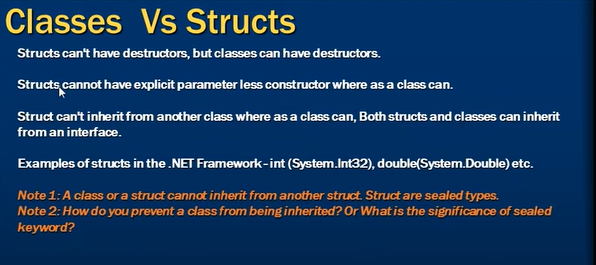 Classes Vs Structs
Structs can't have destructors, but classes can have destructors.
Structs cannot have explicit parameter less constructor where as a class can.
Struct can't inherit from another class where as a class can, Both structs and classes can inherit
from an interface.
Examples of structs in the .NET Framework - int (System.Int32), double(System.Double) etc.
Note 1: A class or a struct cannot inherit from another struct. Struct are sealed types.
Note 2: How do you prevent a class from being inherited? Or What is the significance of sealed
keyword?